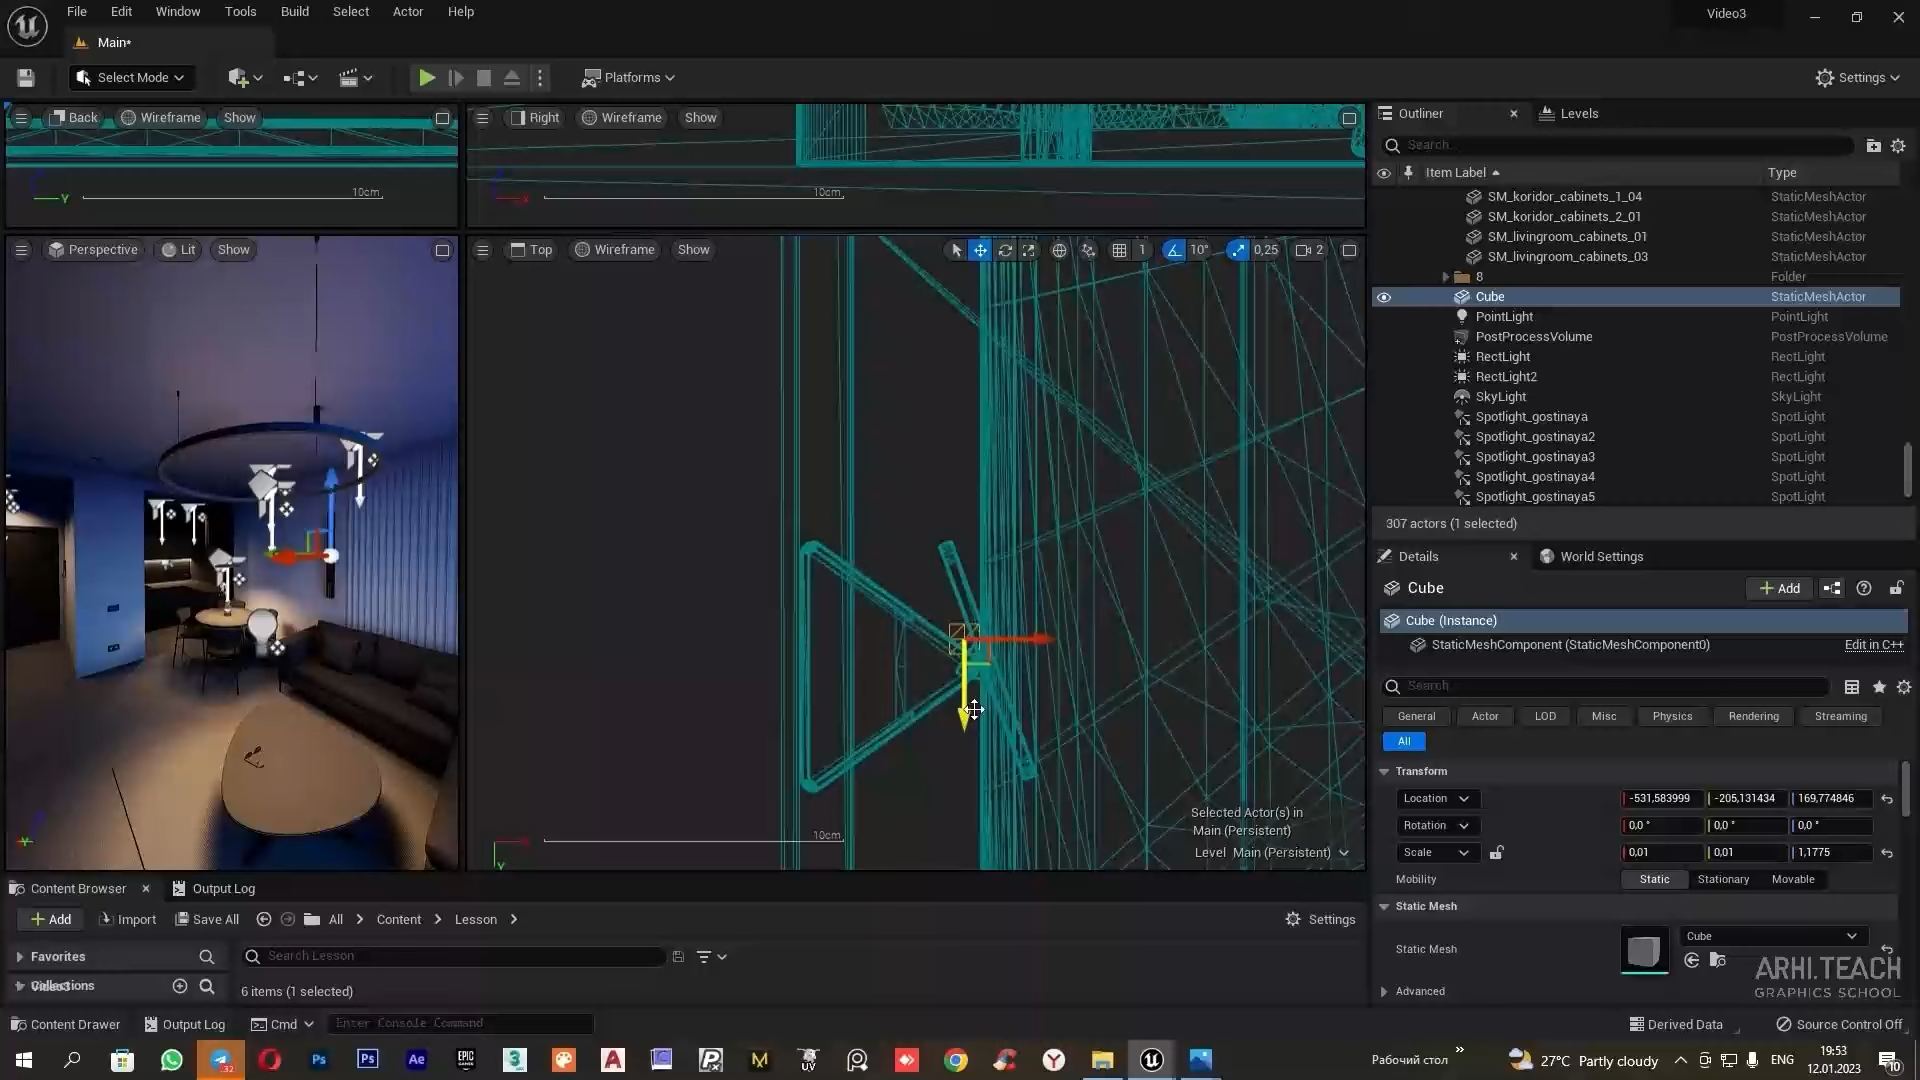 File Edit Window Tools Build Select Actor Help
Video3
Main*
Select Mode
Platforms
Settings
Back Wireframe Show
Right Wireframe Show
Y 10cm
X 10cm
Perspective Lit Show
Top Wireframe Show 1 10° 0,25 2
Selected Actor(s) in
Main (Persistent)
10cm
Level Main (Persistent)
Y
Outliner
Levels
Search...
Item Label Type
SM_koridor_cabinets_1_04 StaticMeshActor
SM_koridor_cabinets_2_01 StaticMeshActor
SM_livingroom_cabinets_01 StaticMeshActor
SM_livingroom_cabinets_03 StaticMeshActor
8 Folder
Cube StaticMeshActor
PointLight PointLight
PostProcessVolume PostProcessVolume
RectLight RectLight
RectLight2 RectLight
SkyLight SkyLight
Spotlight_gostinaya SpotLight
Spotlight_gostinaya2 SpotLight
Spotlight_gostinaya3 SpotLight
Spotlight_gostinaya4 SpotLight
Spotlight_gostinaya5 SpotLight
307 actors (1 selected)
Details
World Settings
Cube
Add
Cube (Instance)
StaticMeshComponent (StaticMeshComponent0) Edit in C++
Search
General Actor LOD Misc Physics Rendering Streaming
All
Transform
Location -531,583999 -205,131434 169,774846
Rotation 0,0 ° 0,0 ° 0,0 °
Scale 0,01 0,01 1,1775
Mobility Static Stationary Movable
Static Mesh
Static Mesh Cube
Advanced
ARHI.TEACH
GRAPHICS SCHOOL
Content Browser
Output Log
Add Import Save All All Content Lesson Settings
Favorites
Search Lesson
Collections
6 items (1 selected)
Content Drawer Output Log Cmd Enter Console Command Derived Data Source Control Off
Рабочий стол » 27°C Partly cloudy ENG
19:53
12.01.2023